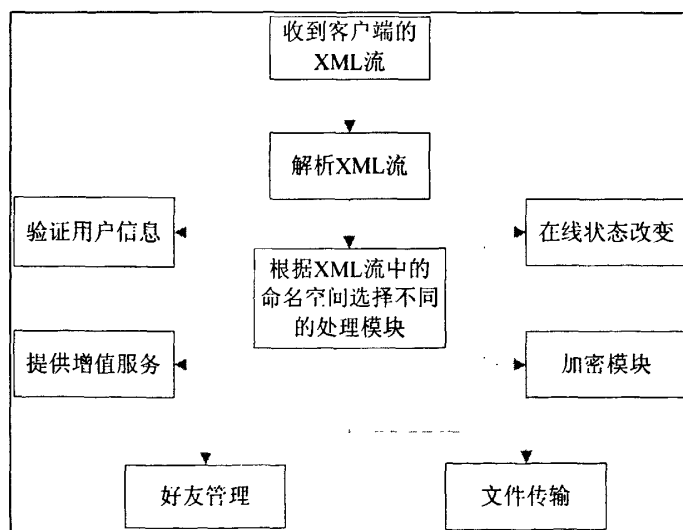 收到客户端的
XML流
解析XML流
验证用户信息
在线状态改变
根据XML流中的
命名空间选择不同
的处理模块
提供增值服务
加密模块
好友管理
文件传输